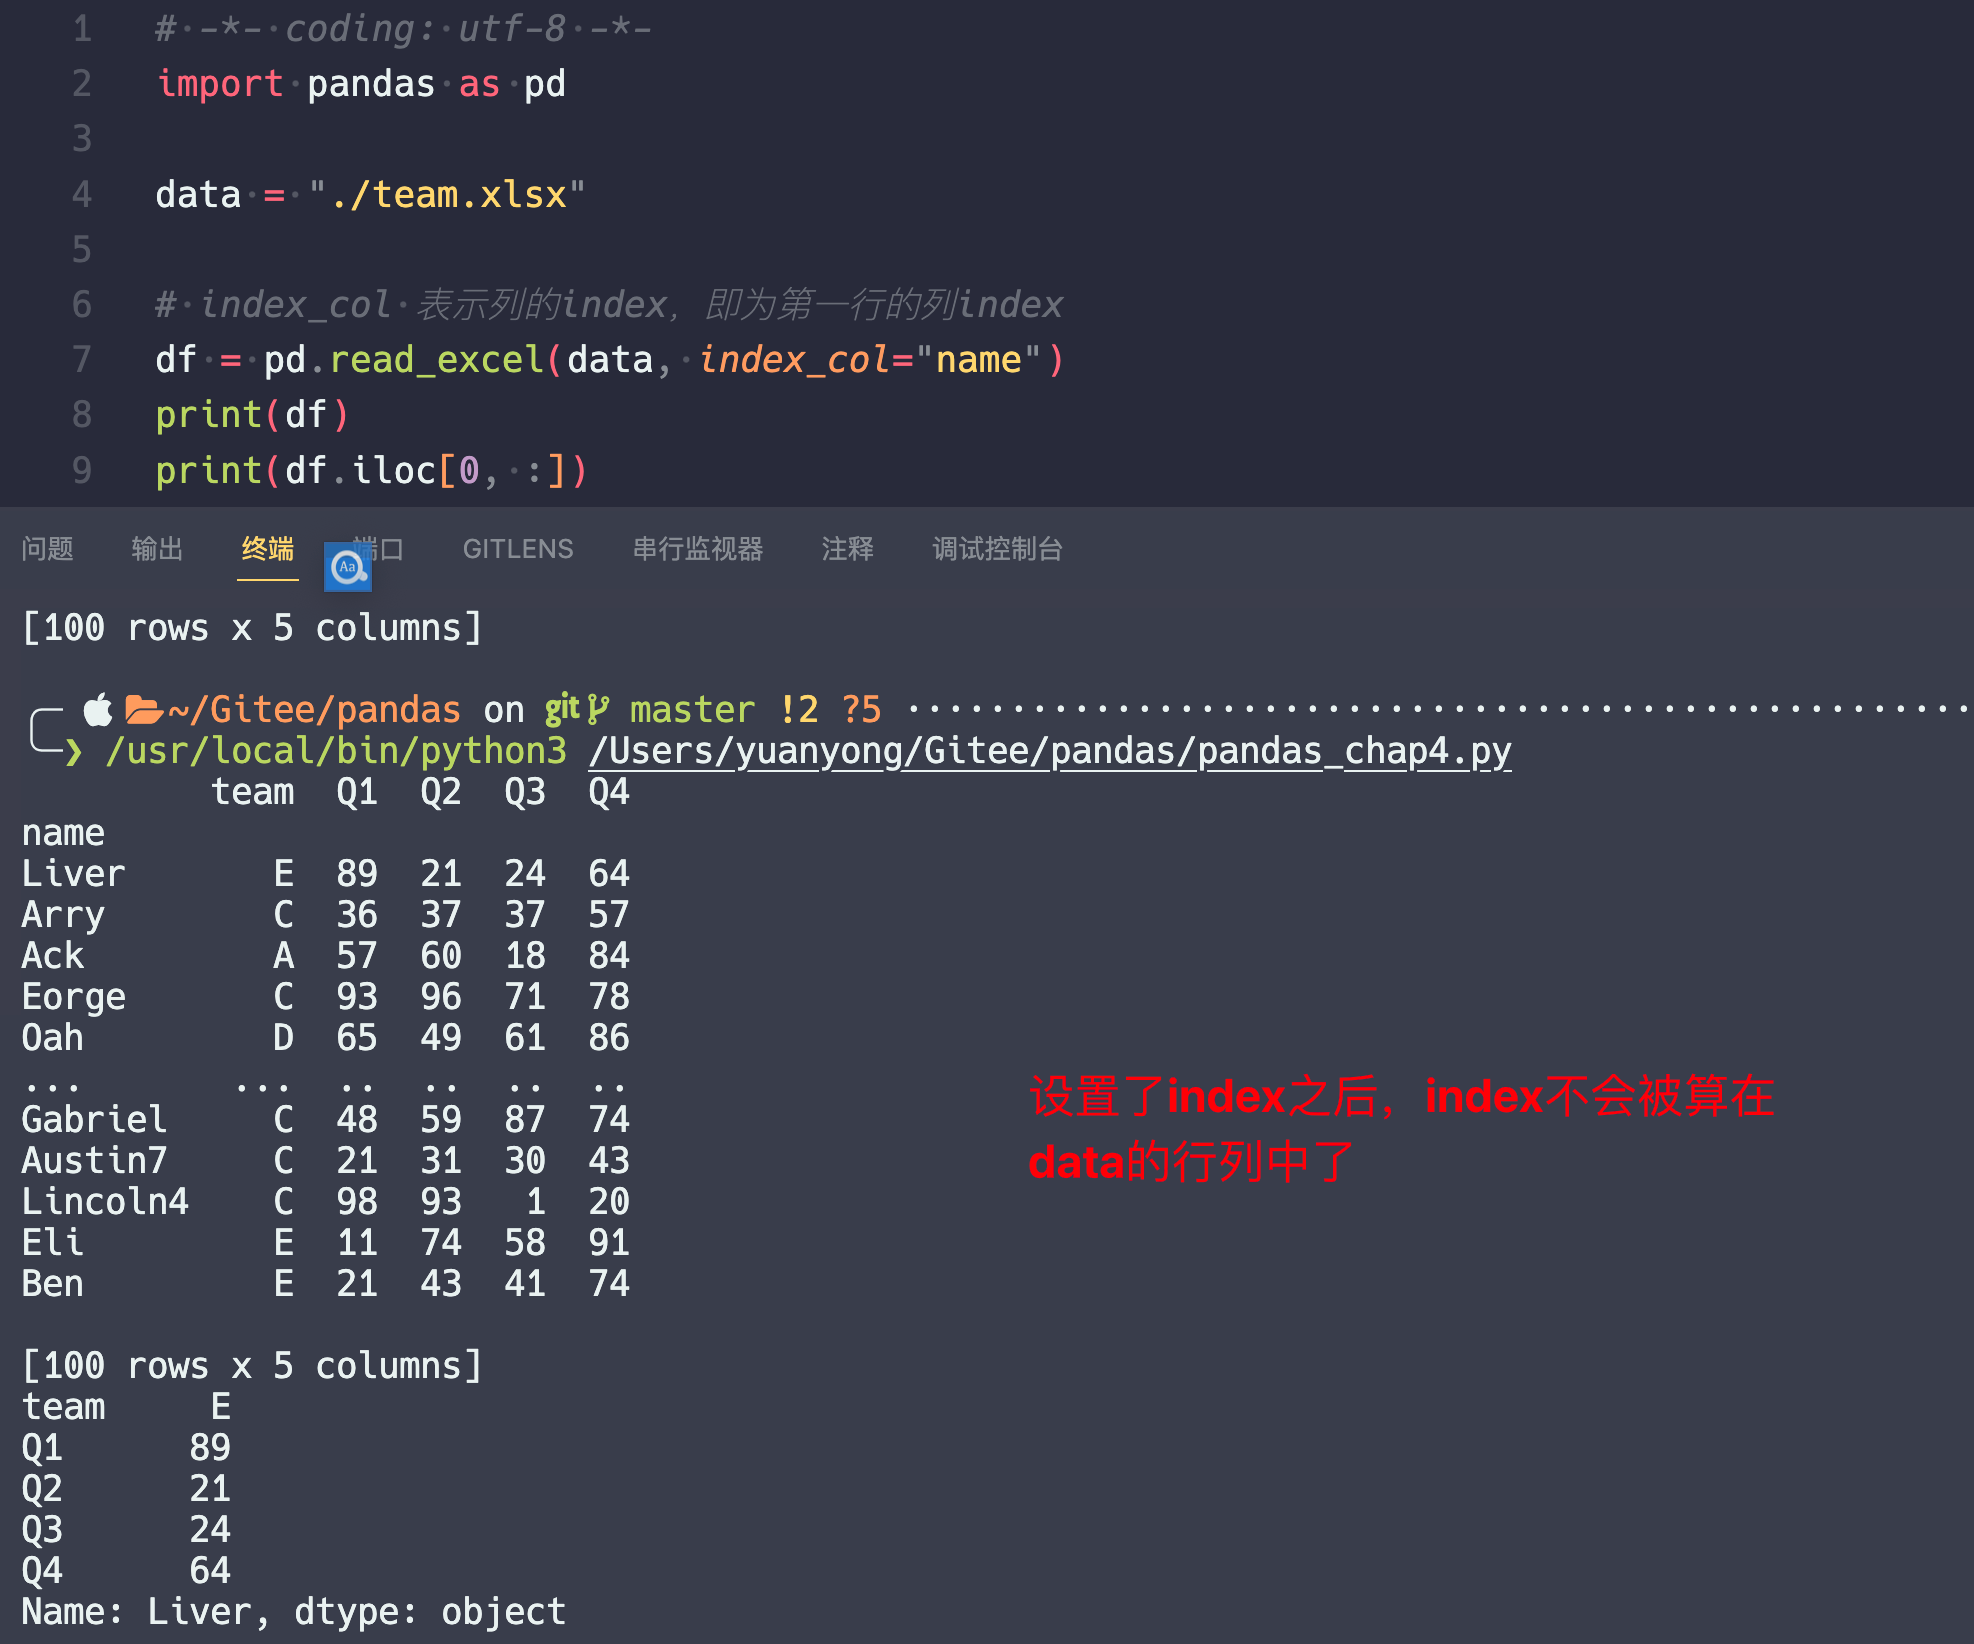 1 # -*- coding: utf-8 -*-
2 import pandas as pd
3
4 data = "./team.xlsx"
5
6 # index_col 表示列的index, 即为第一行的列index
7 df = pd.read_excel(data, index_col="name")
8 print(df)
9 print(df.iloc[0, :])
问题 输出 终端 端口 GITLENS 串行监视器 注释 调试控制台
Aa
[100 rows x 5 columns]
~/Gitee/pandas on git master !2 ?5 ··················································
❯ /usr/local/bin/python3 /Users/yuanyong/Gitee/pandas/pandas_chap4.py
team Q1 Q2 Q3 Q4
name
Liver E 89 21 24 64
Arry C 36 37 37 57
Ack A 57 60 18 84
Eorge C 93 96 71 78
Oah D 65 49 61 86
... ... .. .. .. ..
Gabriel C 48 59 87 74
Austin7 C 21 31 30 43
Lincoln4 C 98 93 1 20
Eli E 11 74 58 91
Ben E 21 43 41 74
设置了index之后，index不会被算在
data的行列中了
[100 rows x 5 columns]
team E
Q1 89
Q2 21
Q3 24
Q4 64
Name: Liver, dtype: object